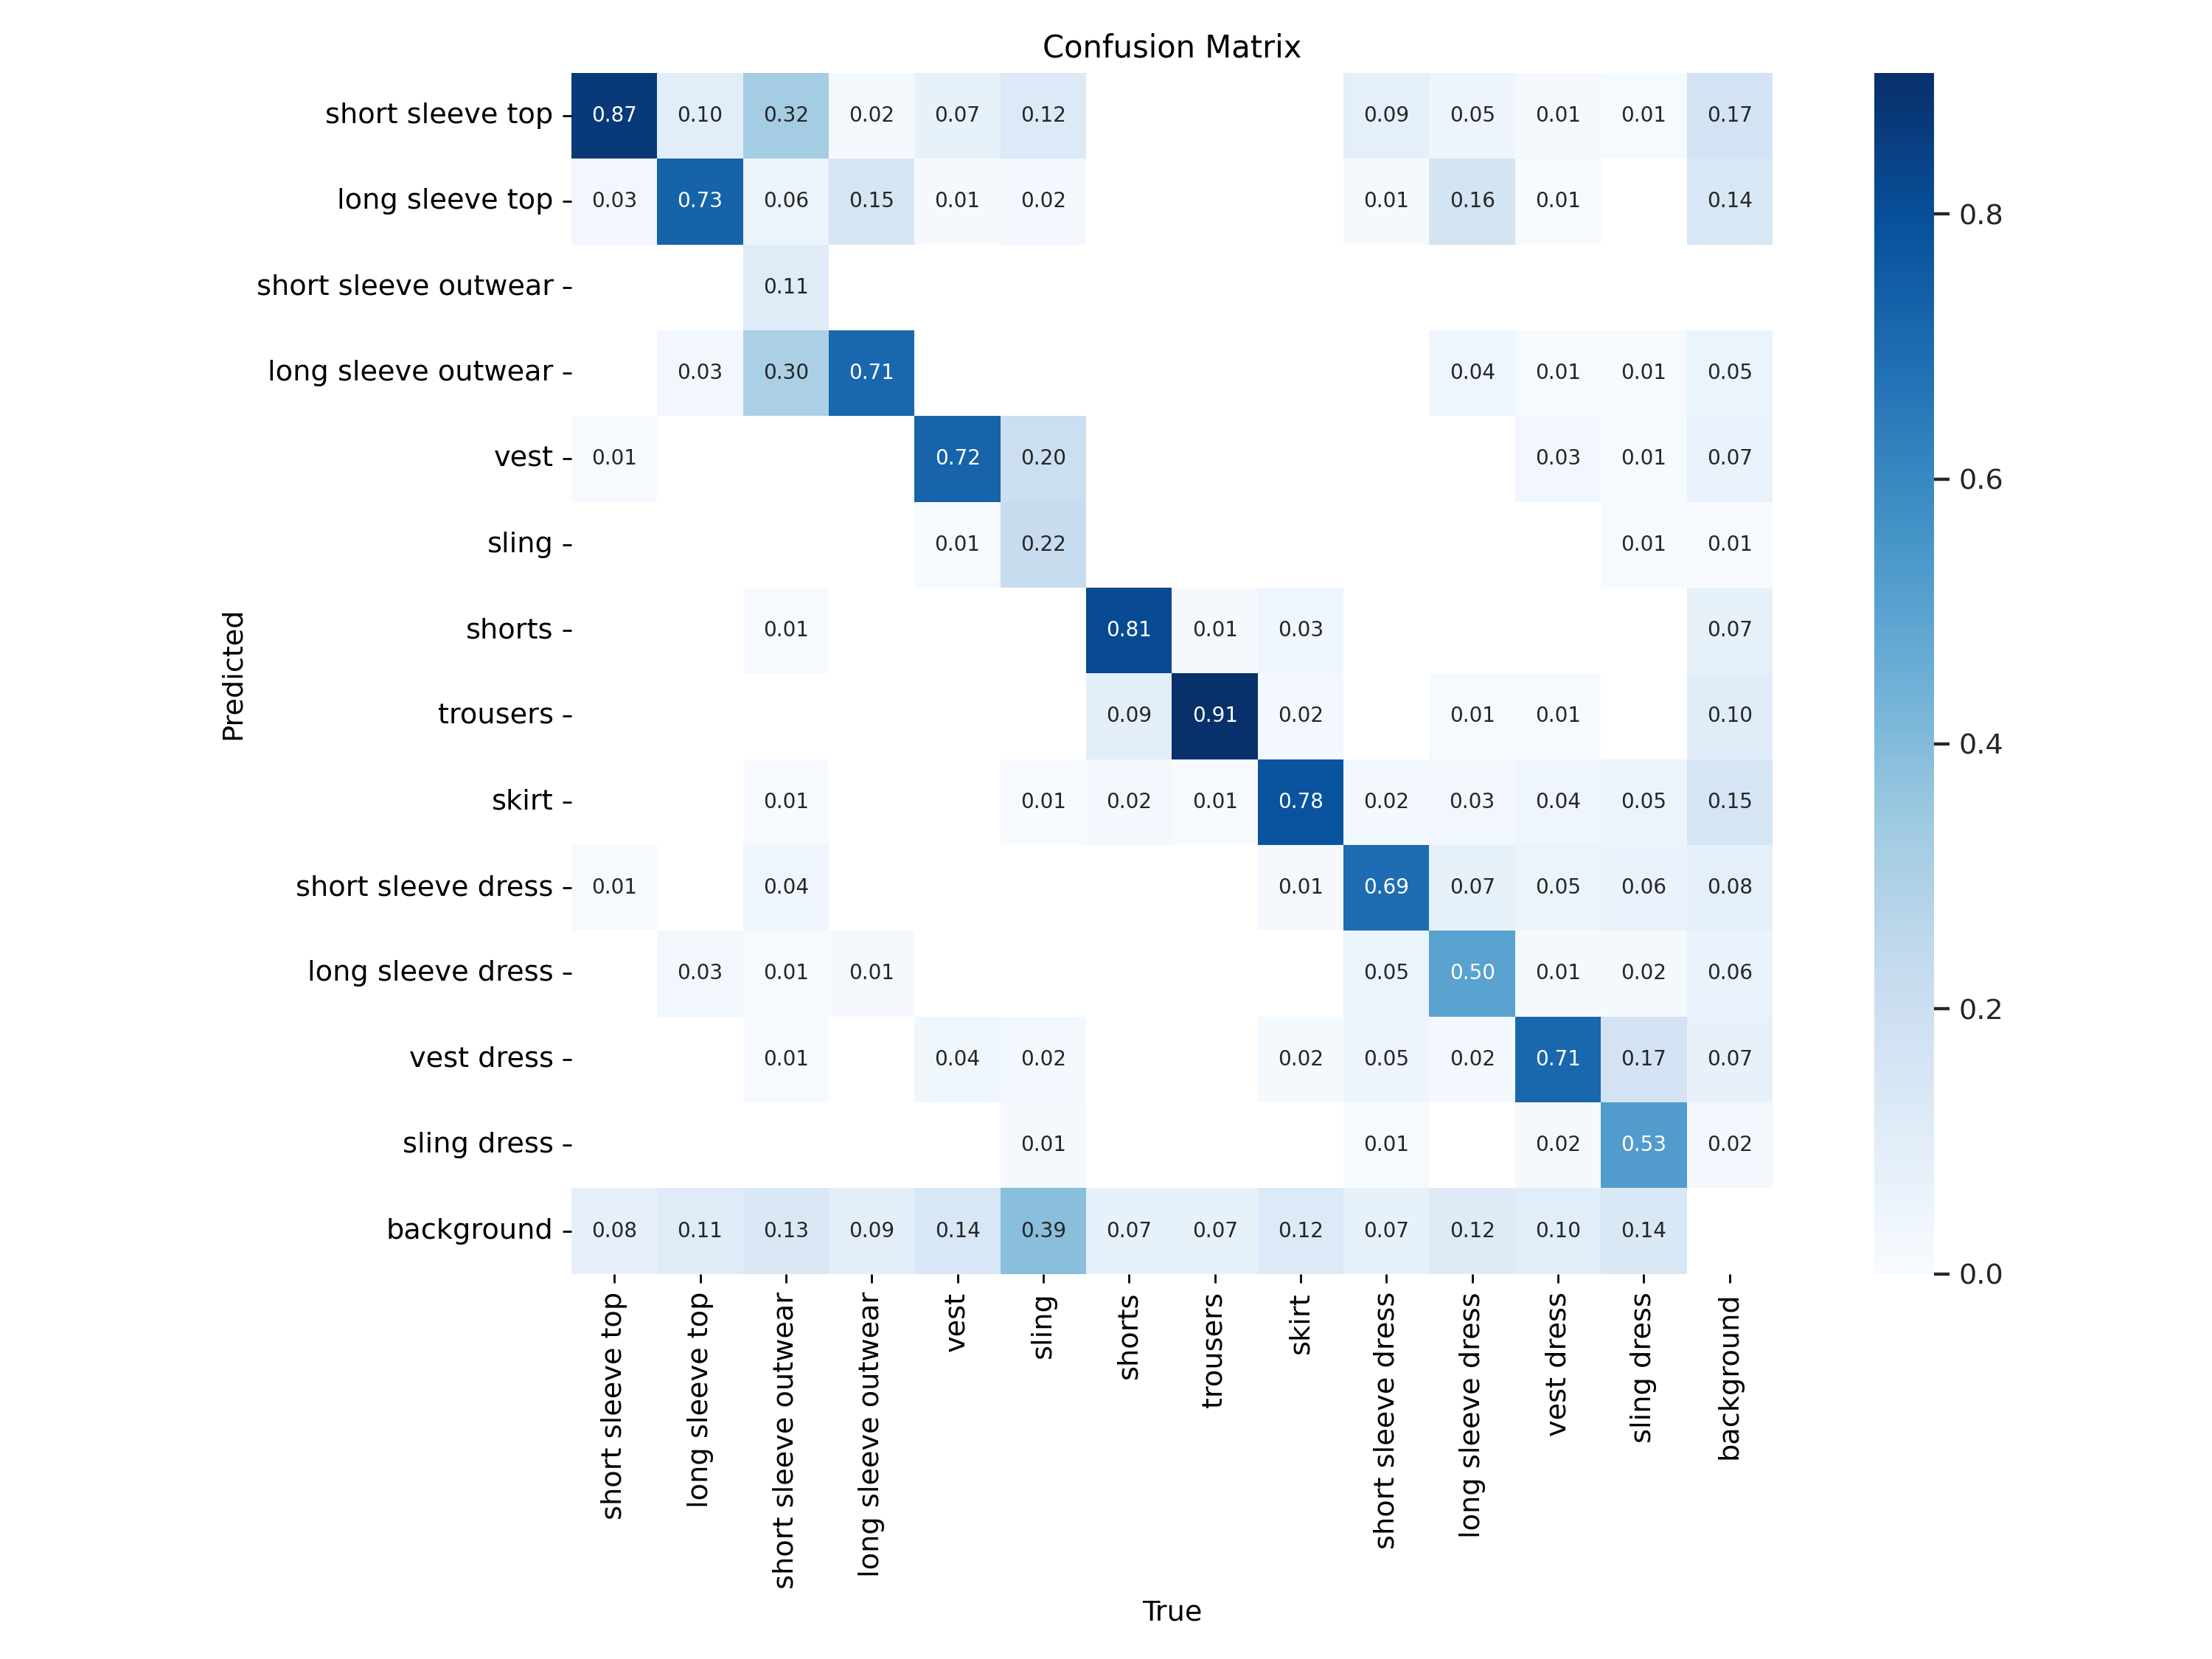 Confusion Matrix
short sleeve top 0.87 0.10 0.32 0.02 0.07 0.12 0.09 0.05 0.01 0.01 0.17
long sleeve top 0.03 0.73 0.06 0.15 0.01 0.02 0.01 0.16 0.01 0.14
short sleeve outwear 0.11
long sleeve outwear 0.03 0.30 0.71 0.04 0.01 0.01 0.05
vest 0.01 0.72 0.20 0.03 0.01 0.07
sling 0.01 0.22 0.01 0.01
shorts 0.01 0.81 0.01 0.03 0.07
trousers 0.09 0.91 0.02 0.01 0.01 0.10
skirt 0.01 0.01 0.02 0.01 0.78 0.02 0.03 0.04 0.05 0.15
short sleeve dress 0.01 0.04 0.01 0.69 0.07 0.05 0.06 0.08
long sleeve dress 0.03 0.01 0.01 0.05 0.50 0.01 0.02 0.06
vest dress 0.01 0.04 0.02 0.02 0.05 0.02 0.71 0.17 0.07
sling dress 0.01 0.01 0.02 0.53 0.02
background 0.08 0.11 0.13 0.09 0.14 0.39 0.07 0.07 0.12 0.07 0.12 0.10 0.14
Predicted
short sleeve top
long sleeve top
short sleeve outwear
long sleeve outwear
vest
sling
shorts
trousers
skirt
short sleeve dress
long sleeve dress
vest dress
sling dress
background
True
0.8
0.6
0.4
0.2
0.0